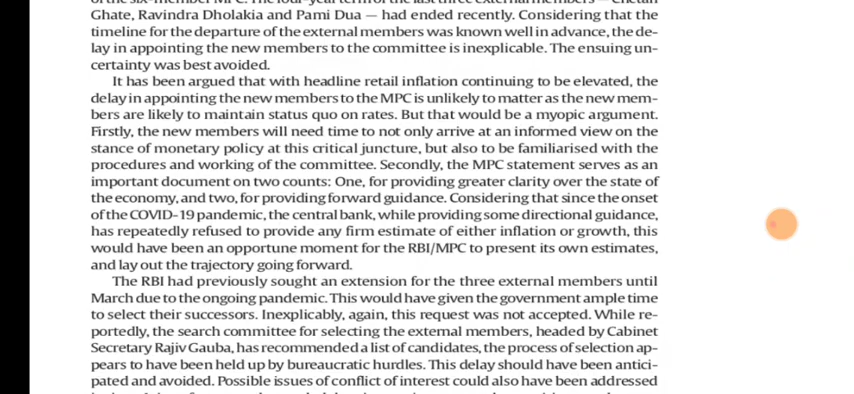 of the six-member MPC. The four-year term of the last three external members — Chetan
Ghate, Ravindra Dholakia and Pami Dua — had ended recently. Considering that the
timeline for the departure of the external members was known well in advance, the de-
lay in appointing the new members to the committee is inexplicable. The ensuing un-
certainty was best avoided.
It has been argued that with headline retail inflation continuing to be elevated, the
delay in appointing the new members to the MPC is unlikely to matter as the new mem-
bers are likely to maintain status quo on rates. But that would be a myopic argument.
Firstly, the new members will need time to not only arrive at an informed view on the
stance of monetary policy at this critical juncture, but also to be familiarised with the
procedures and working of the committee. Secondly, the MPC statement serves as an
important document on two counts: One, for providing greater clarity over the state of
the economy, and two, for providing forward guidance. Considering that since the onset
of the COVID-19 pandemic, the central bank, while providing some directional guidance,
has repeatedly refused to provide any firm estimate of either inflation or growth, this
would have been an opportune moment for the RBI/MPC to present its own estimates,
and lay out the trajectory going forward.
The RBI had previously sought an extension for the three external members until
March due to the ongoing pandemic. This would have given the government ample time
to select their successors. Inexplicably, again, this request was not accepted. While re-
portedly, the search committee for selecting the external members, headed by Cabinet
Secretary Rajiv Gauba, has recommended a list of candidates, the process of selection ap-
pears to have been held up by bureaucratic hurdles. This delay should have been antici-
pated and avoided. Possible issues of conflict of interest could also have been addressed